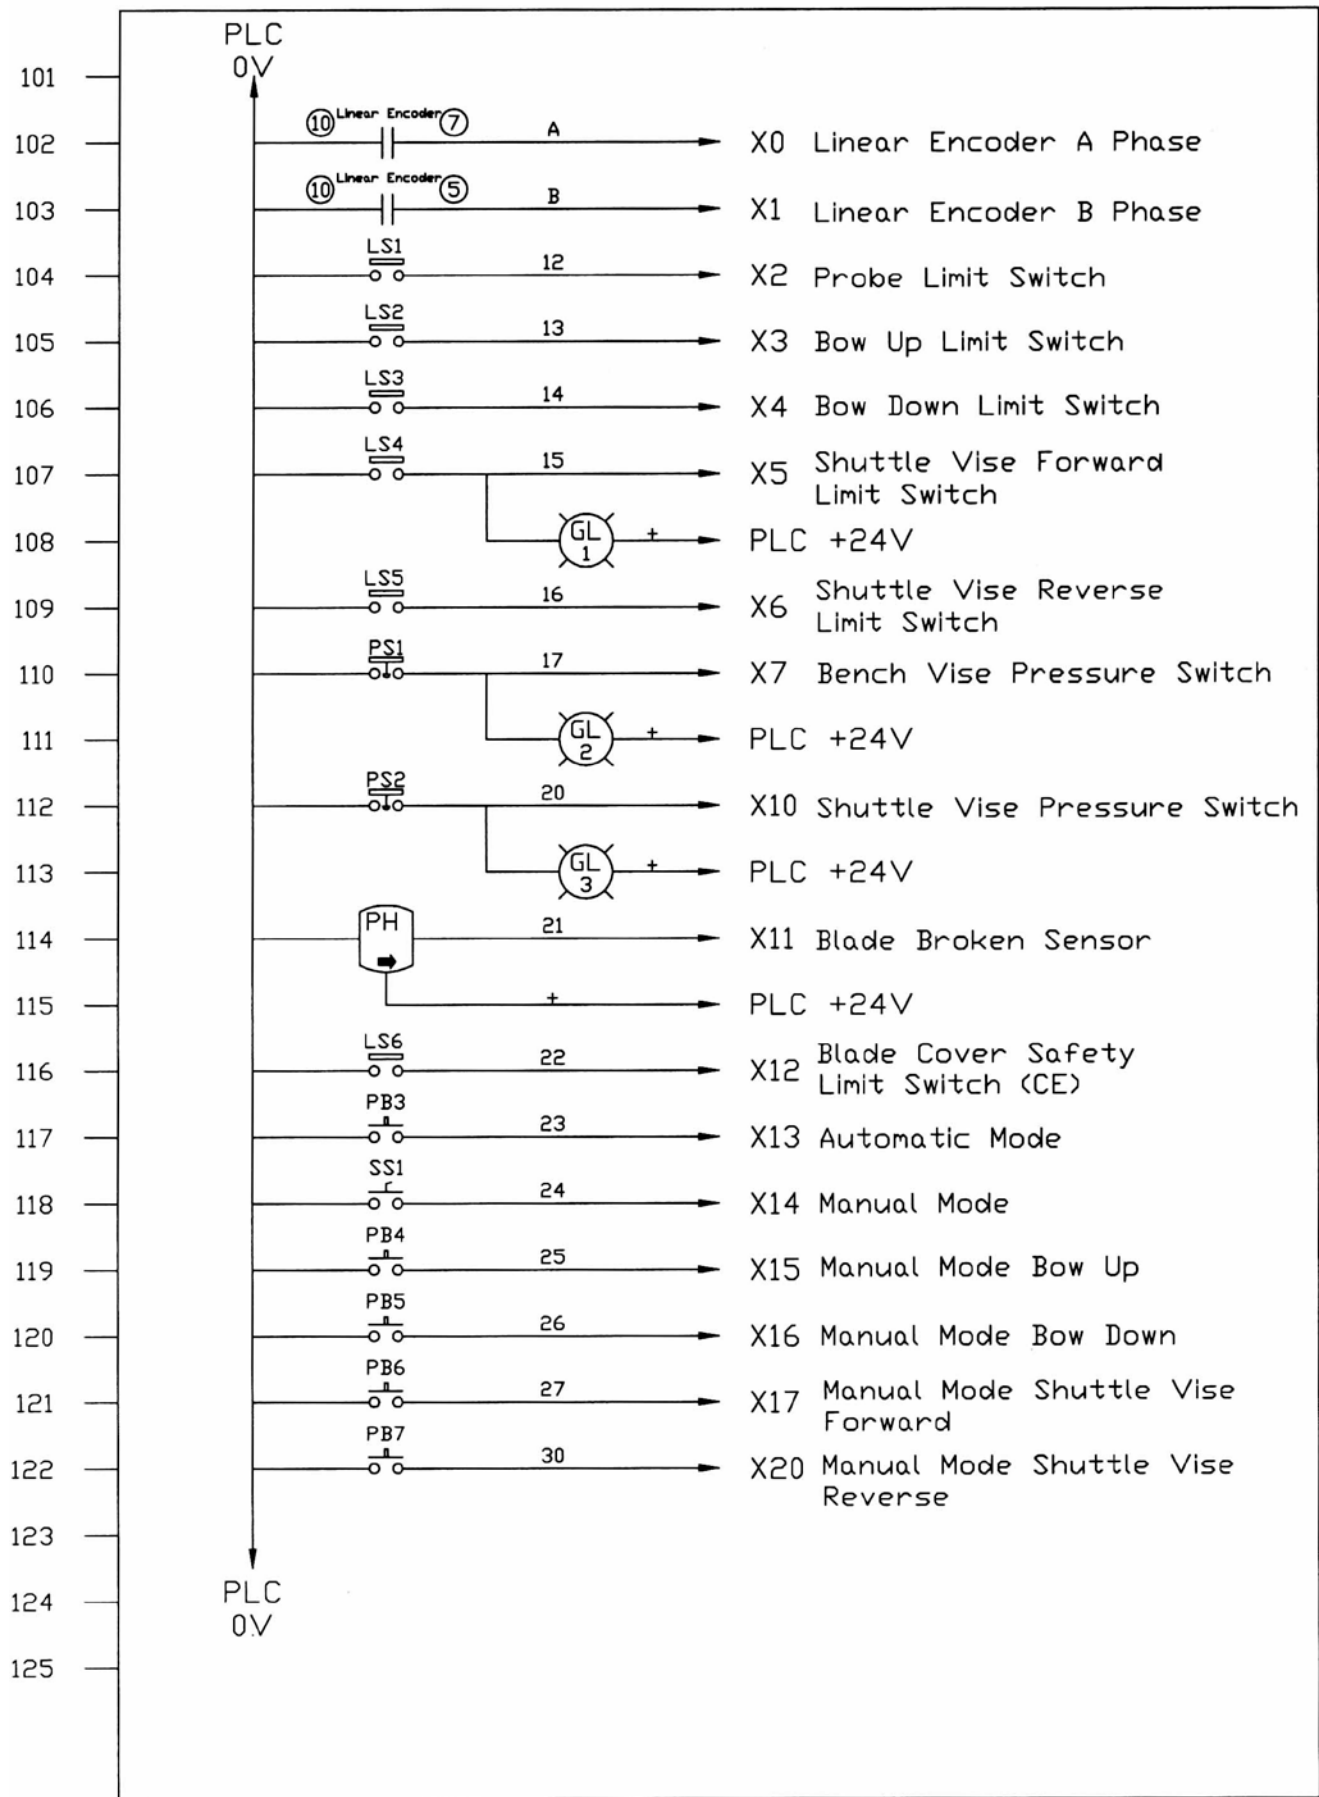 PLC
0V
101
102
10 Linear Encoder 7 A X0 Linear Encoder A Phase
103
10 Linear Encoder 5 B X1 Linear Encoder B Phase
104 LS1 12 X2 Probe Limit Switch
105 LS2 13 X3 Bow Up Limit Switch
106 LS3 14 X4 Bow Down Limit Switch
107 LS4 15 X5 Shuttle Vise Forward
Limit Switch
108 GL 1 + PLC +24V
109 LS5 16 X6 Shuttle Vise Reverse
Limit Switch
110 PS1 17 X7 Bench Vise Pressure Switch
111 GL 2 + PLC +24V
112 PS2 20 X10 Shuttle Vise Pressure Switch
113 GL 3 + PLC +24V
114 PH 21 X11 Blade Broken Sensor
115 + PLC +24V
116 LS6 22 X12 Blade Cover Safety
Limit Switch (CE)
117 PB3 23 X13 Automatic Mode
118 SS1 24 X14 Manual Mode
119 PB4 25 X15 Manual Mode Bow Up
120 PB5 26 X16 Manual Mode Bow Down
121 PB6 27 X17 Manual Mode Shuttle Vise
Forward
122 PB7 30 X20 Manual Mode Shuttle Vise
Reverse
123
124
PLC
0V
125